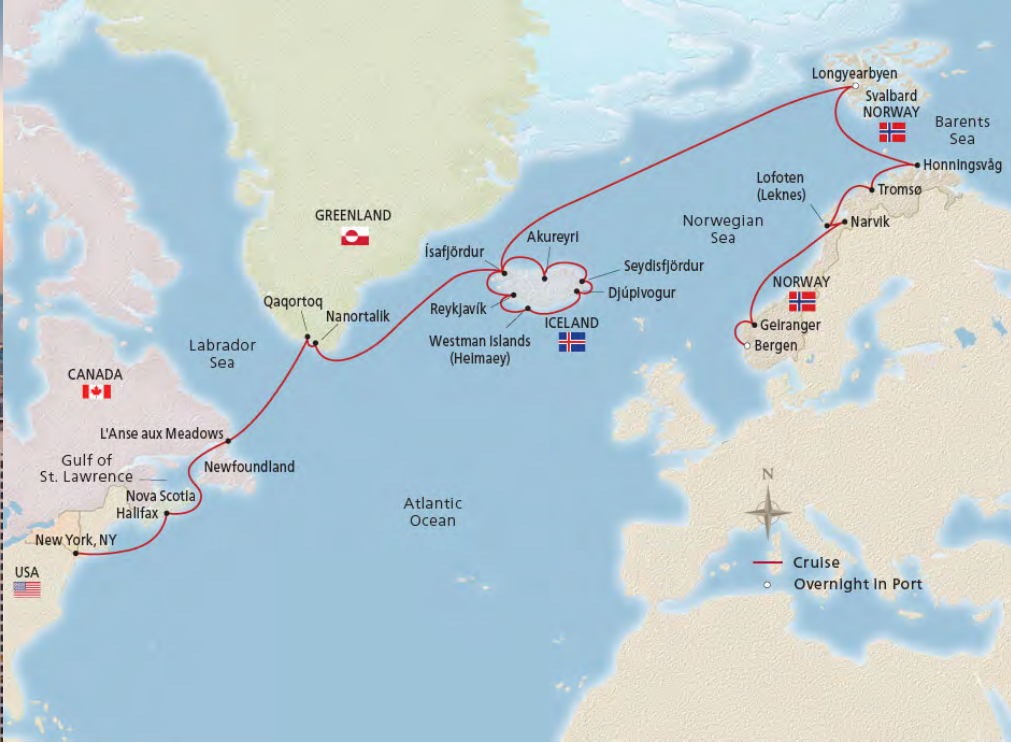 Longyearbyen
Svalbard
NORWAY
Barents
Sea
Honningsvåg
Lofoten
(Leknes)
Tromsø
Narvik
Norwegian
Sea
GREENLAND
Ísafjördur
Akureyri
Seydisfjördur
Djúpivogur
Reykjavík
ICELAND
Westman Islands
(Heimaey)
NORWAY
Geiranger
Bergen
Qaqortoq
Nanortalik
Labrador
Sea
CANADA
L'Anse aux Meadows
Gulf of
St. Lawrence
Newfoundland
Nova Scotia
Halifax
New York, NY
USA
Atlantic
Ocean
N
Cruise
Overnight in Port